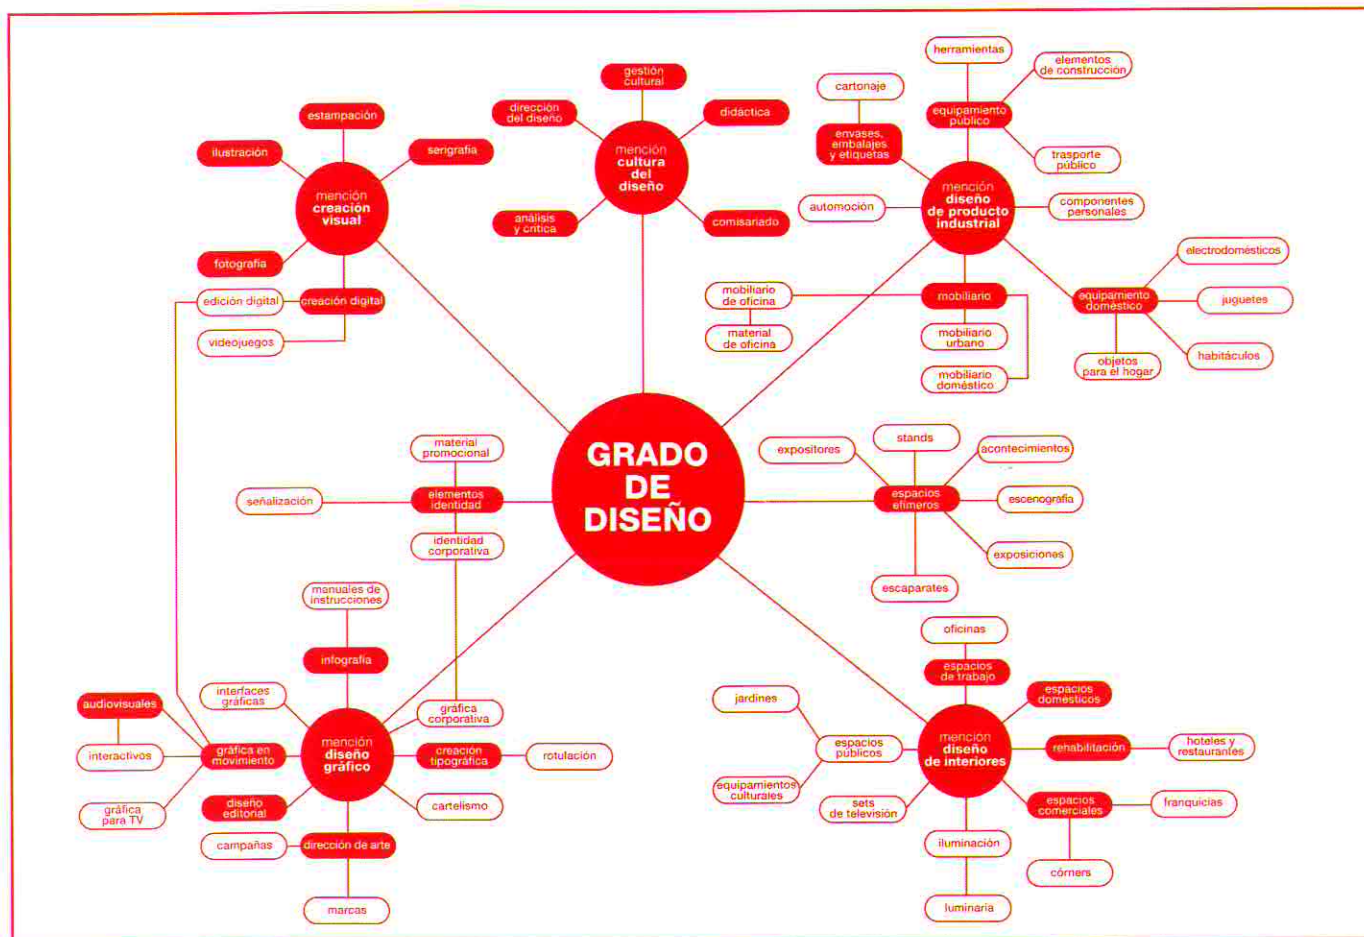 estampación
ilustración
serigrafía
mención
creación
visual
fotografía
edición digital
creación digital
videojuegos
gestión
cultural
dirección
del diseño
didáctica
mención
cultura
del
diseño
análisis
y crítica
comisariado
herramientas
elementos
de construcción
cartonaje
equipamiento
público
envases,
embalajes
y etiquetas
trasporte
público
mención
diseño
de producto
industrial
automoción
componentes
personales
electrodomésticos
mobiliario
de oficina
mobiliario
equipamiento
doméstico
juguetes
material
de oficina
mobiliario
urbano
habitáculos
objetos
para el hogar
mobiliario
doméstico
GRADO
DE
DISEÑO
material
promocional
señalización
elementos
identidad
identidad
corporativa
stands
expositores
acontecimientos
espacios
efímeros
escenografía
exposiciones
escaparates
manuales de
instrucciones
infografía
interfaces
gráficas
audiovisuales
gráfica
corporativa
interactivos
gráfica en
movimiento
mención
diseño
gráfico
creación
tipográfica
rotulación
gráfica
para TV
diseño
editorial
cartelismo
campañas
dirección de arte
marcas
oficinas
espacios
de trabajo
jardines
espacios
domésticos
espacios
públicos
mención
diseño
de interiores
rehabilitación
hoteles y
restaurantes
equipamientos
culturales
sets
de televisión
espacios
comerciales
franquicias
iluminación
córners
luminaria